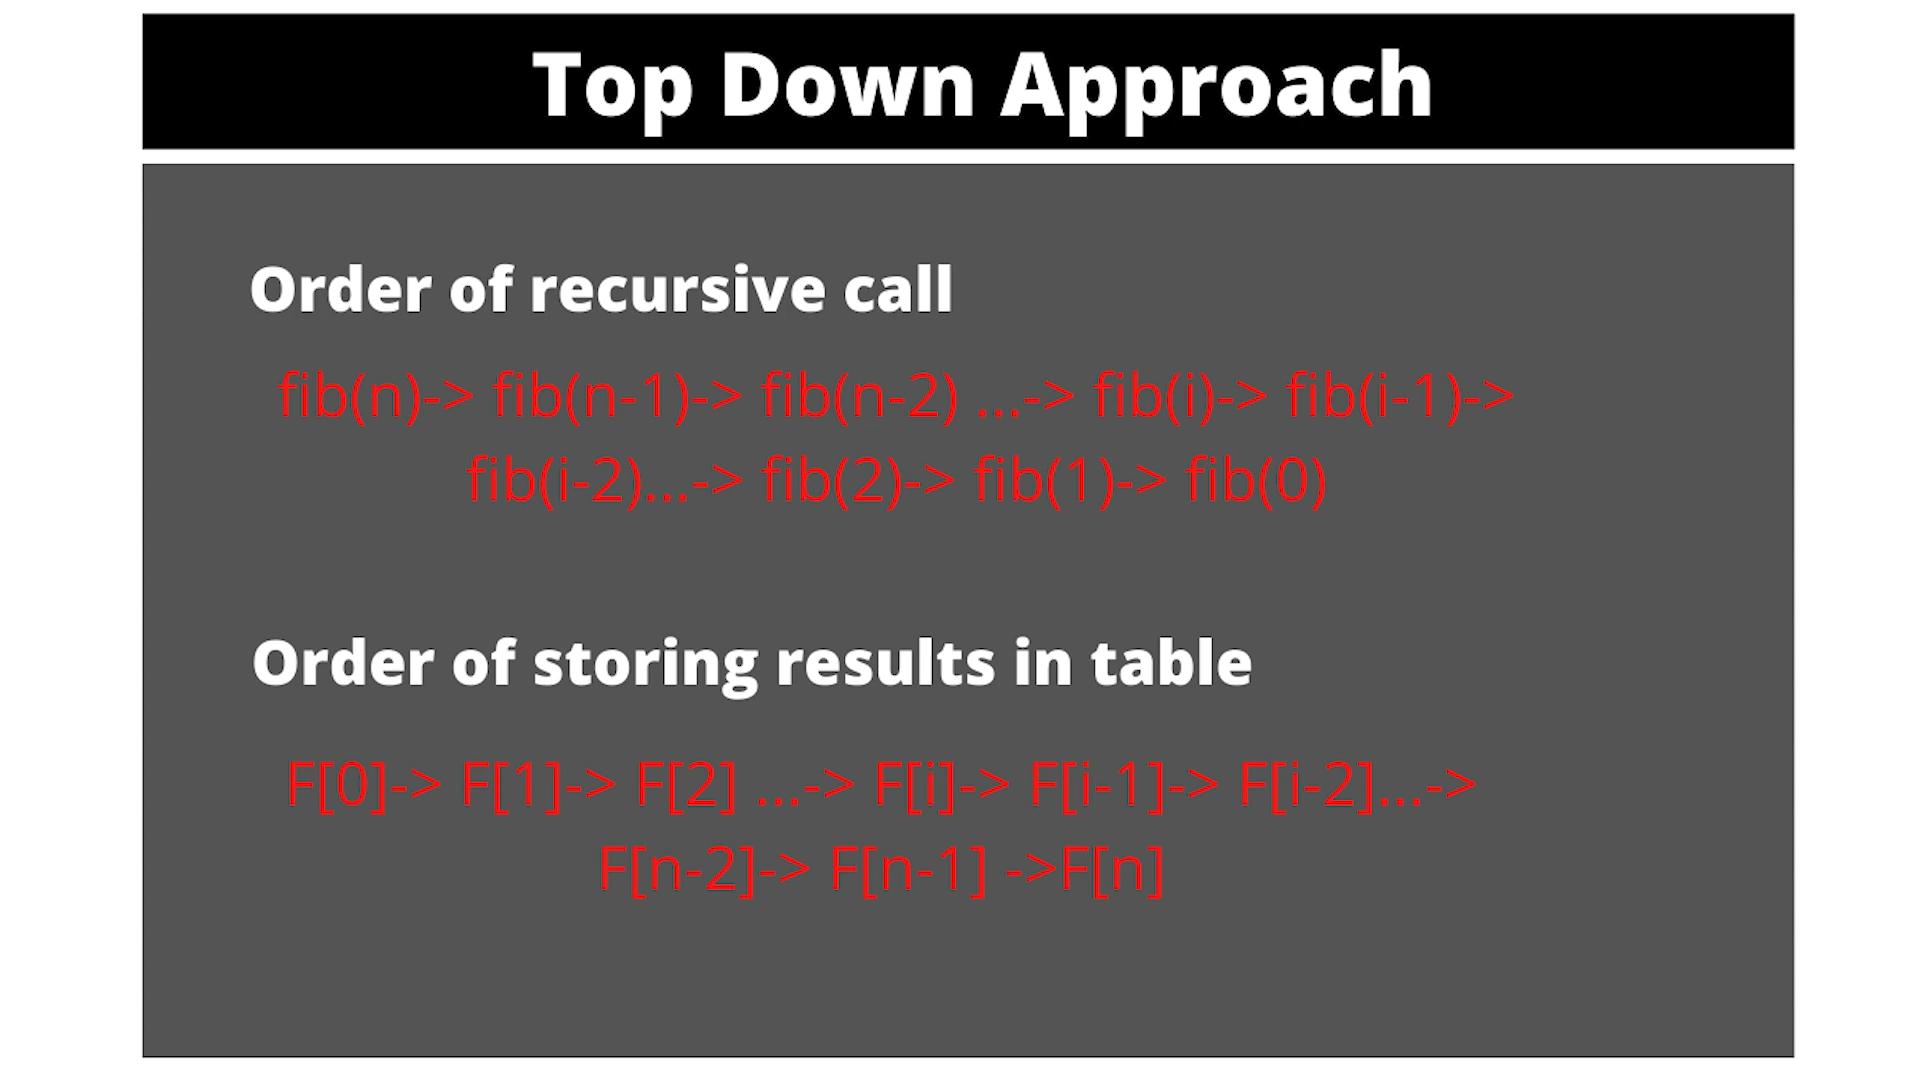 Top Down Approach
Order of recursive call
fib(n)-> fib(n-1)-> fib(n-2) ...-> fib(i)-> fib(i-1)->
fib(i-2)...-> fib(2)-> fib(1)-> fib(0)
Order of storing results in table
F[0]-> F[1]-> F[2] ...-> F[i]-> F[i-1]-> F[i-2]...->
F[n-2]-> F[n-1] ->F[n]